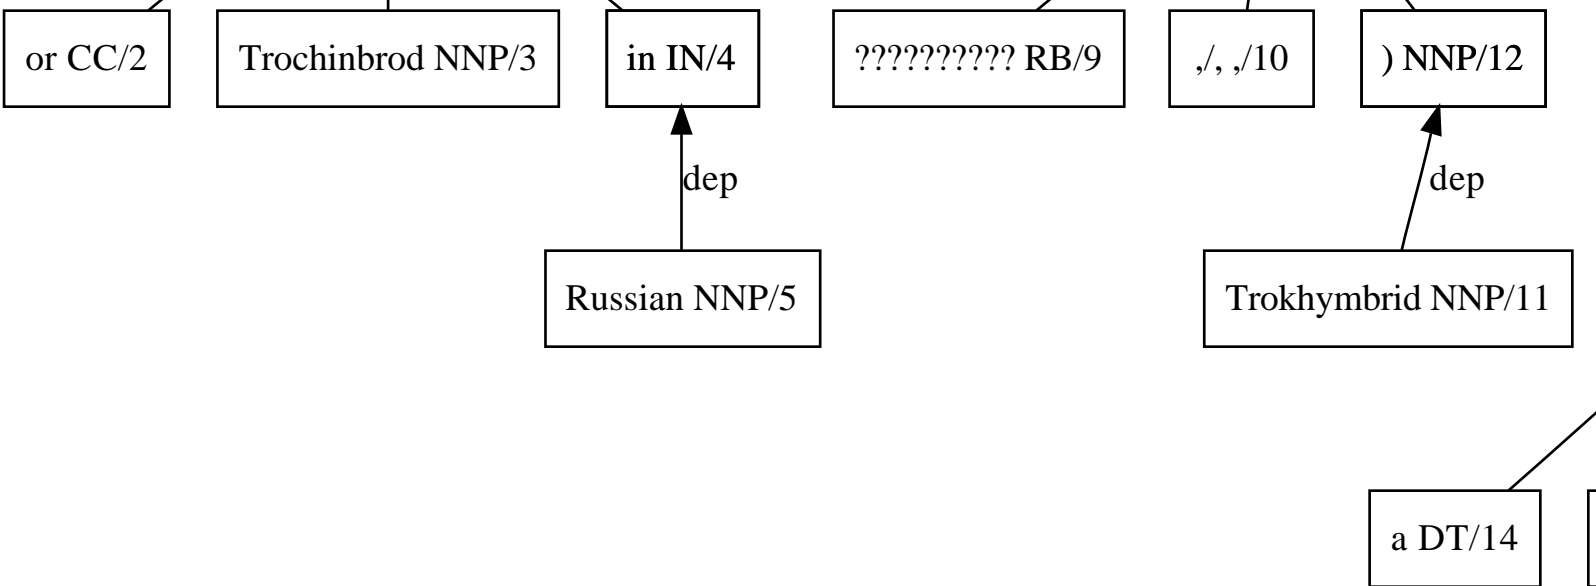 or CC/2 Trochinbrod NNP/3 in IN/4 ?????????? RB/9 ,/, ,/10 ) NNP/12
dep dep
Russian NNP/5 Trokhymbrid NNP/11
a DT/14